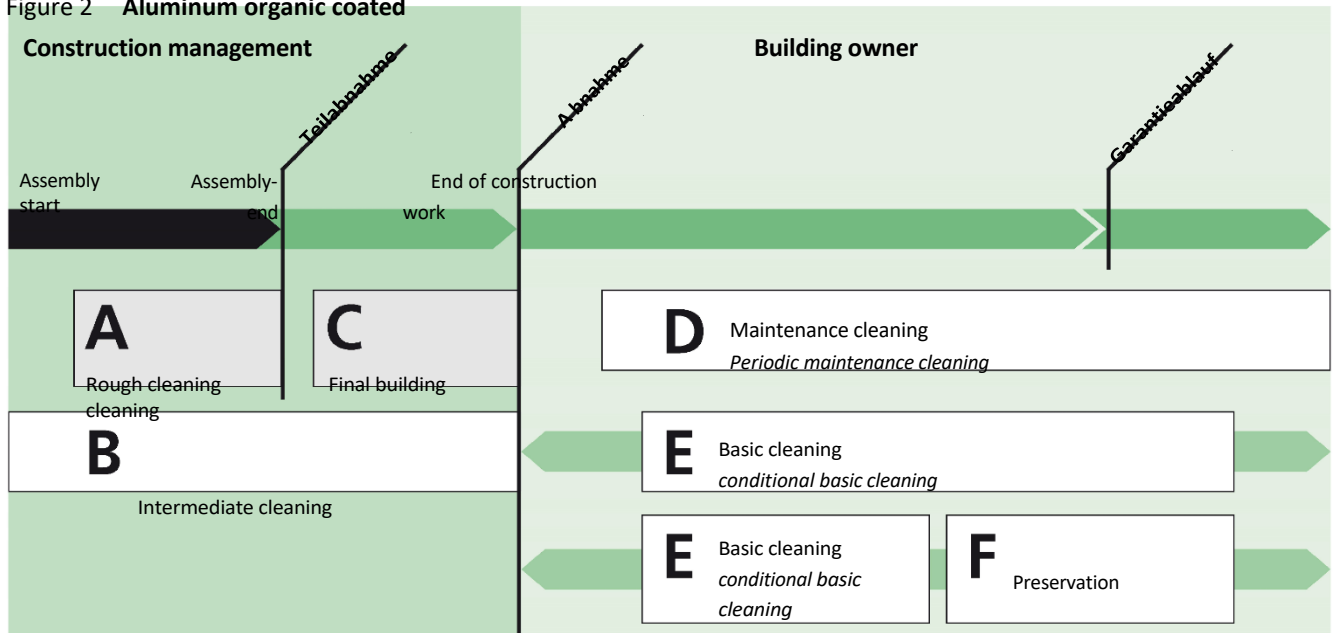 Figure 2 Aluminum organic coated
Construction management
Building owner
Teilabnahme
Abnahme
Garantieablauf
Assembly
start
Assembly-
end
End of construction
work
A
Rough cleaning
cleaning
C
Final building
D
Maintenance cleaning
Periodic maintenance cleaning
B
Intermediate cleaning
E
Basic cleaning
conditional basic cleaning
E
Basic cleaning
conditional basic
cleaning
F
Preservation